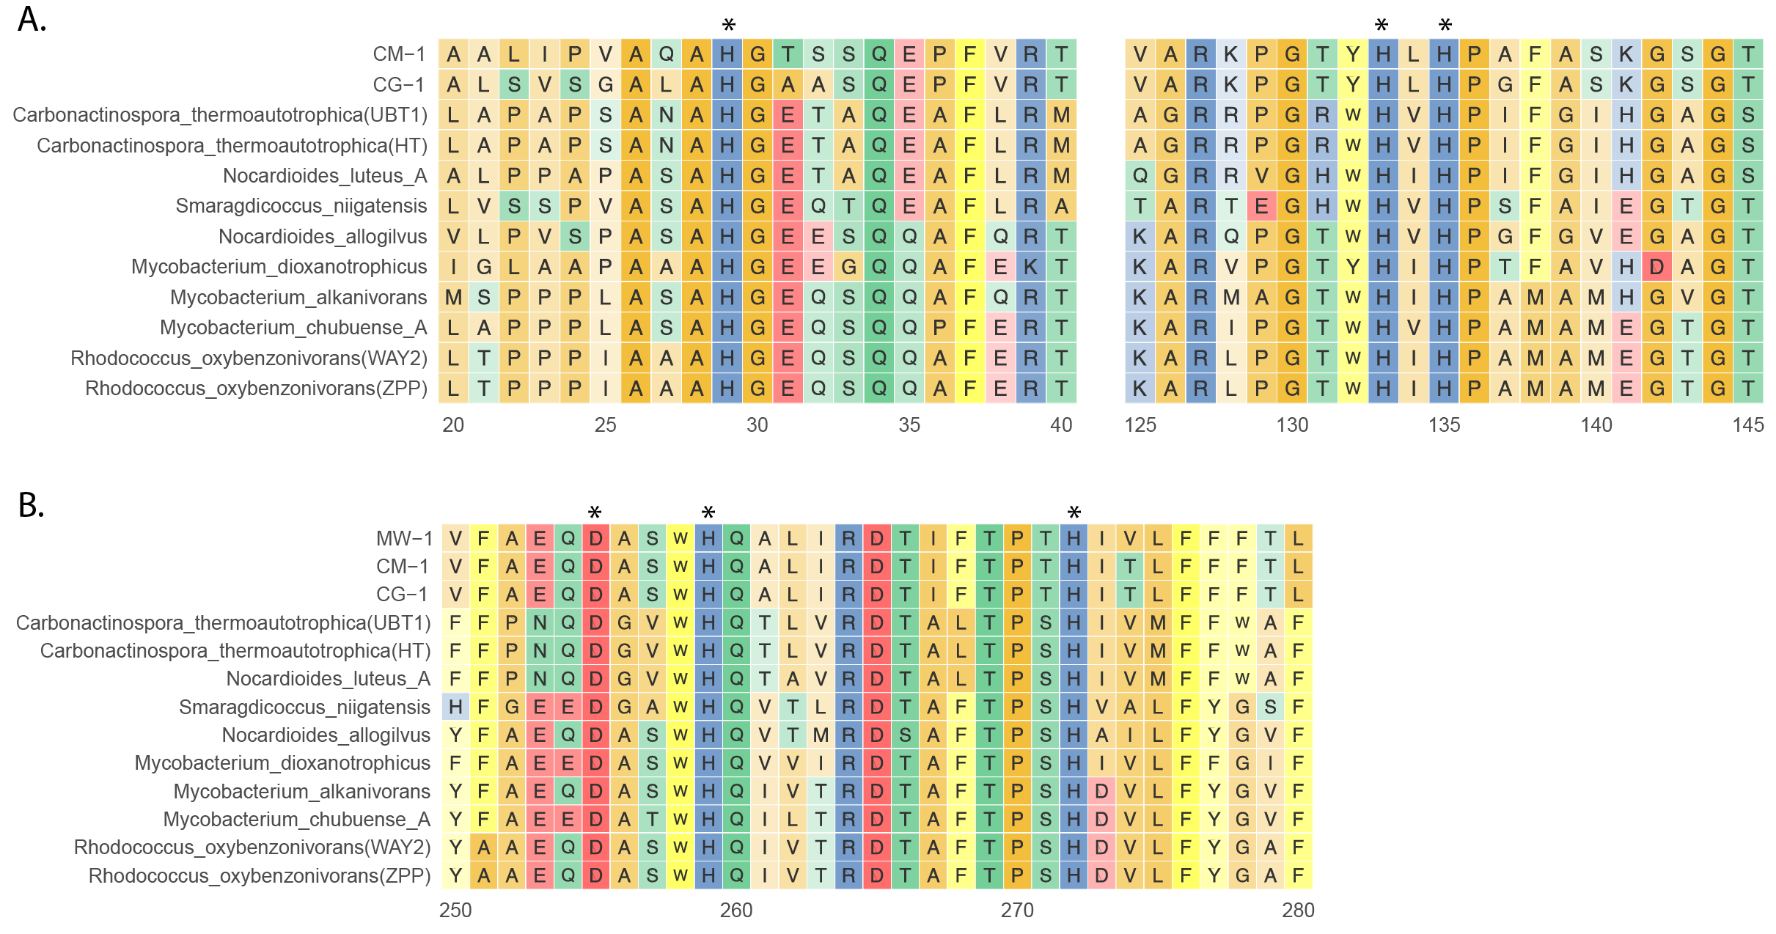 A.
* * *
CM−1 A A L I P V A Q A H G T S S Q E P F V R T V A R K P G T Y H L H P A F A S K G S G T
CG−1 A L S V S G A L A H G A A S Q E P F V R T V A R K P G T Y H L H P G F A S K G S G T
Carbonactinospora_thermoautotrophica(UBT1) L A P A P S A N A H G E T A Q E A F L R M A G R R P G R W H V H P I F G I H G A G S
Carbonactinospora_thermoautotrophica(HT) L A P A P S A N A H G E T A Q E A F L R M A G R R P G R W H V H P I F G I H G A G S
Nocardioides_luteus_A A L P P A P A S A H G E T A Q E A F L R M Q G R R V G H W H I H P I F G I H G A G S
Smaragdicoccus_niigatensis L V S S P V A S A H G E Q T Q E A F L R A T A R T E G H W H V H P S F A I E G T G T
Nocardioides_allogilvus V L P V S P A S A H G E E S Q Q A F Q R T K A R Q P G T W H V H P G F G V E G A G T
Mycobacterium_dioxanotrophicus I G L A A P A A A H G E E G Q Q A F E K T K A R V P G T Y H I H P T F A V H D A G T
Mycobacterium_alkanivorans M S P P P L A S A H G E Q S Q Q A F Q R T K A R M A G T W H I H P A M A M H G V G T
Mycobacterium_chubuense_A L A P P P L A S A H G E Q S Q Q P F E R T K A R I P G T W H V H P A M A M E G T G T
Rhodococcus_oxybenzonivorans(WAY2) L T P P P I A A A H G E Q S Q Q A F E R T K A R L P G T W H I H P A M A M E G T G T
Rhodococcus_oxybenzonivorans(ZPP) L T P P P I A A A H G E Q S Q Q A F E R T K A R L P G T W H I H P A M A M E G T G T
20 25 30 35 40 125 130 135 140 145
B.
* * *
MW−1 V F A E Q D A S W H Q A L I R D T I F T P T H I V L F F F T L
CM−1 V F A E Q D A S W H Q A L I R D T I F T P T H I T L F F F T L
CG−1 V F A E Q D A S W H Q A L I R D T I F T P T H I T L F F F T L
Carbonactinospora_thermoautotrophica(UBT1) F F P N Q D G V W H Q T L V R D T A L T P S H I V M F F W A F
Carbonactinospora_thermoautotrophica(HT) F F P N Q D G V W H Q T L V R D T A L T P S H I V M F F W A F
Nocardioides_luteus_A F F P N Q D G V W H Q T A V R D T A L T P S H I V M F F W A F
Smaragdicoccus_niigatensis H F G E E D G A W H Q V T L R D T A F T P S H V A L F Y G S F
Nocardioides_allogilvus Y F A E Q D A S W H Q V T M R D S A F T P S H A I L F Y G V F
Mycobacterium_dioxanotrophicus F F A E E D A S W H Q V V I R D T A F T P S H I V L F F G I F
Mycobacterium_alkanivorans Y F A E Q D A S W H Q I V T R D T A F T P S H D V L F Y G V F
Mycobacterium_chubuense_A Y F A E E D A T W H Q I L T R D T A F T P S H D V L F Y G V F
Rhodococcus_oxybenzonivorans(WAY2) Y A A E Q D A S W H Q I V T R D T A F T P S H D V L F Y G A F
Rhodococcus_oxybenzonivorans(ZPP) Y A A E Q D A S W H Q I V T R D T A F T P S H D V L F Y G A F
250 260 270 280